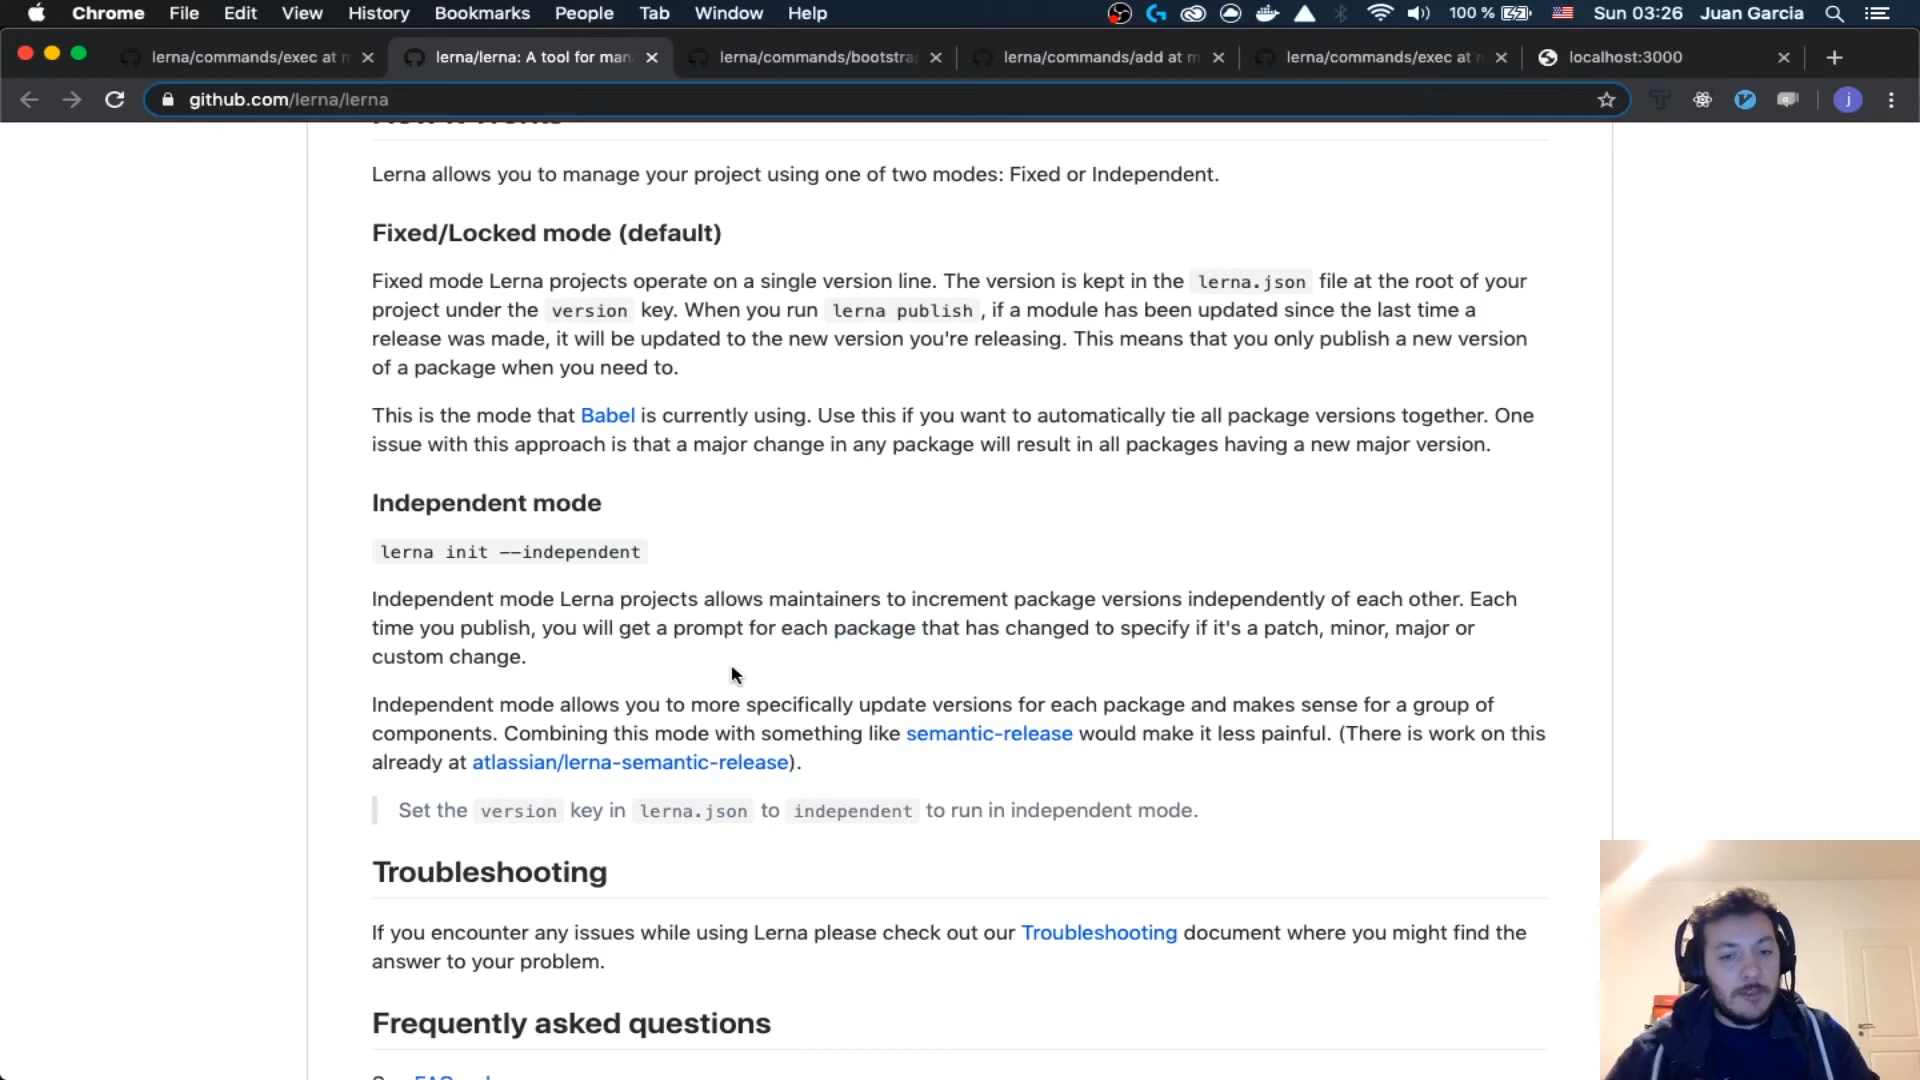 Chrome File Edit View History Bookmarks People Tab Window Help 100 % Sun 03:26 Juan Garcia
lerna/commands/exec at lerna/lerna: A tool for man lerna/commands/bootstra lerna/commands/add at m lerna/commands/exec at localhost:3000
github.com/lerna/lerna
How it Works
Lerna allows you to manage your project using one of two modes: Fixed or Independent.
Fixed/Locked mode (default)
Fixed mode Lerna projects operate on a single version line. The version is kept in the lerna.json file at the root of your
project under the version key. When you run lerna publish , if a module has been updated since the last time a
release was made, it will be updated to the new version you're releasing. This means that you only publish a new version
of a package when you need to.
This is the mode that Babel is currently using. Use this if you want to automatically tie all package versions together. One
issue with this approach is that a major change in any package will result in all packages having a new major version.
Independent mode
lerna init --independent
Independent mode Lerna projects allows maintainers to increment package versions independently of each other. Each
time you publish, you will get a prompt for each package that has changed to specify if it's a patch, minor, major or
custom change.
Independent mode allows you to more specifically update versions for each package and makes sense for a group of
components. Combining this mode with something like semantic-release would make it less painful. (There is work on this
already at atlassian/lerna-semantic-release).
Set the version key in lerna.json to independent to run in independent mode.
Troubleshooting
If you encounter any issues while using Lerna please check out our Troubleshooting document where you might find the
answer to your problem.
Frequently asked questions